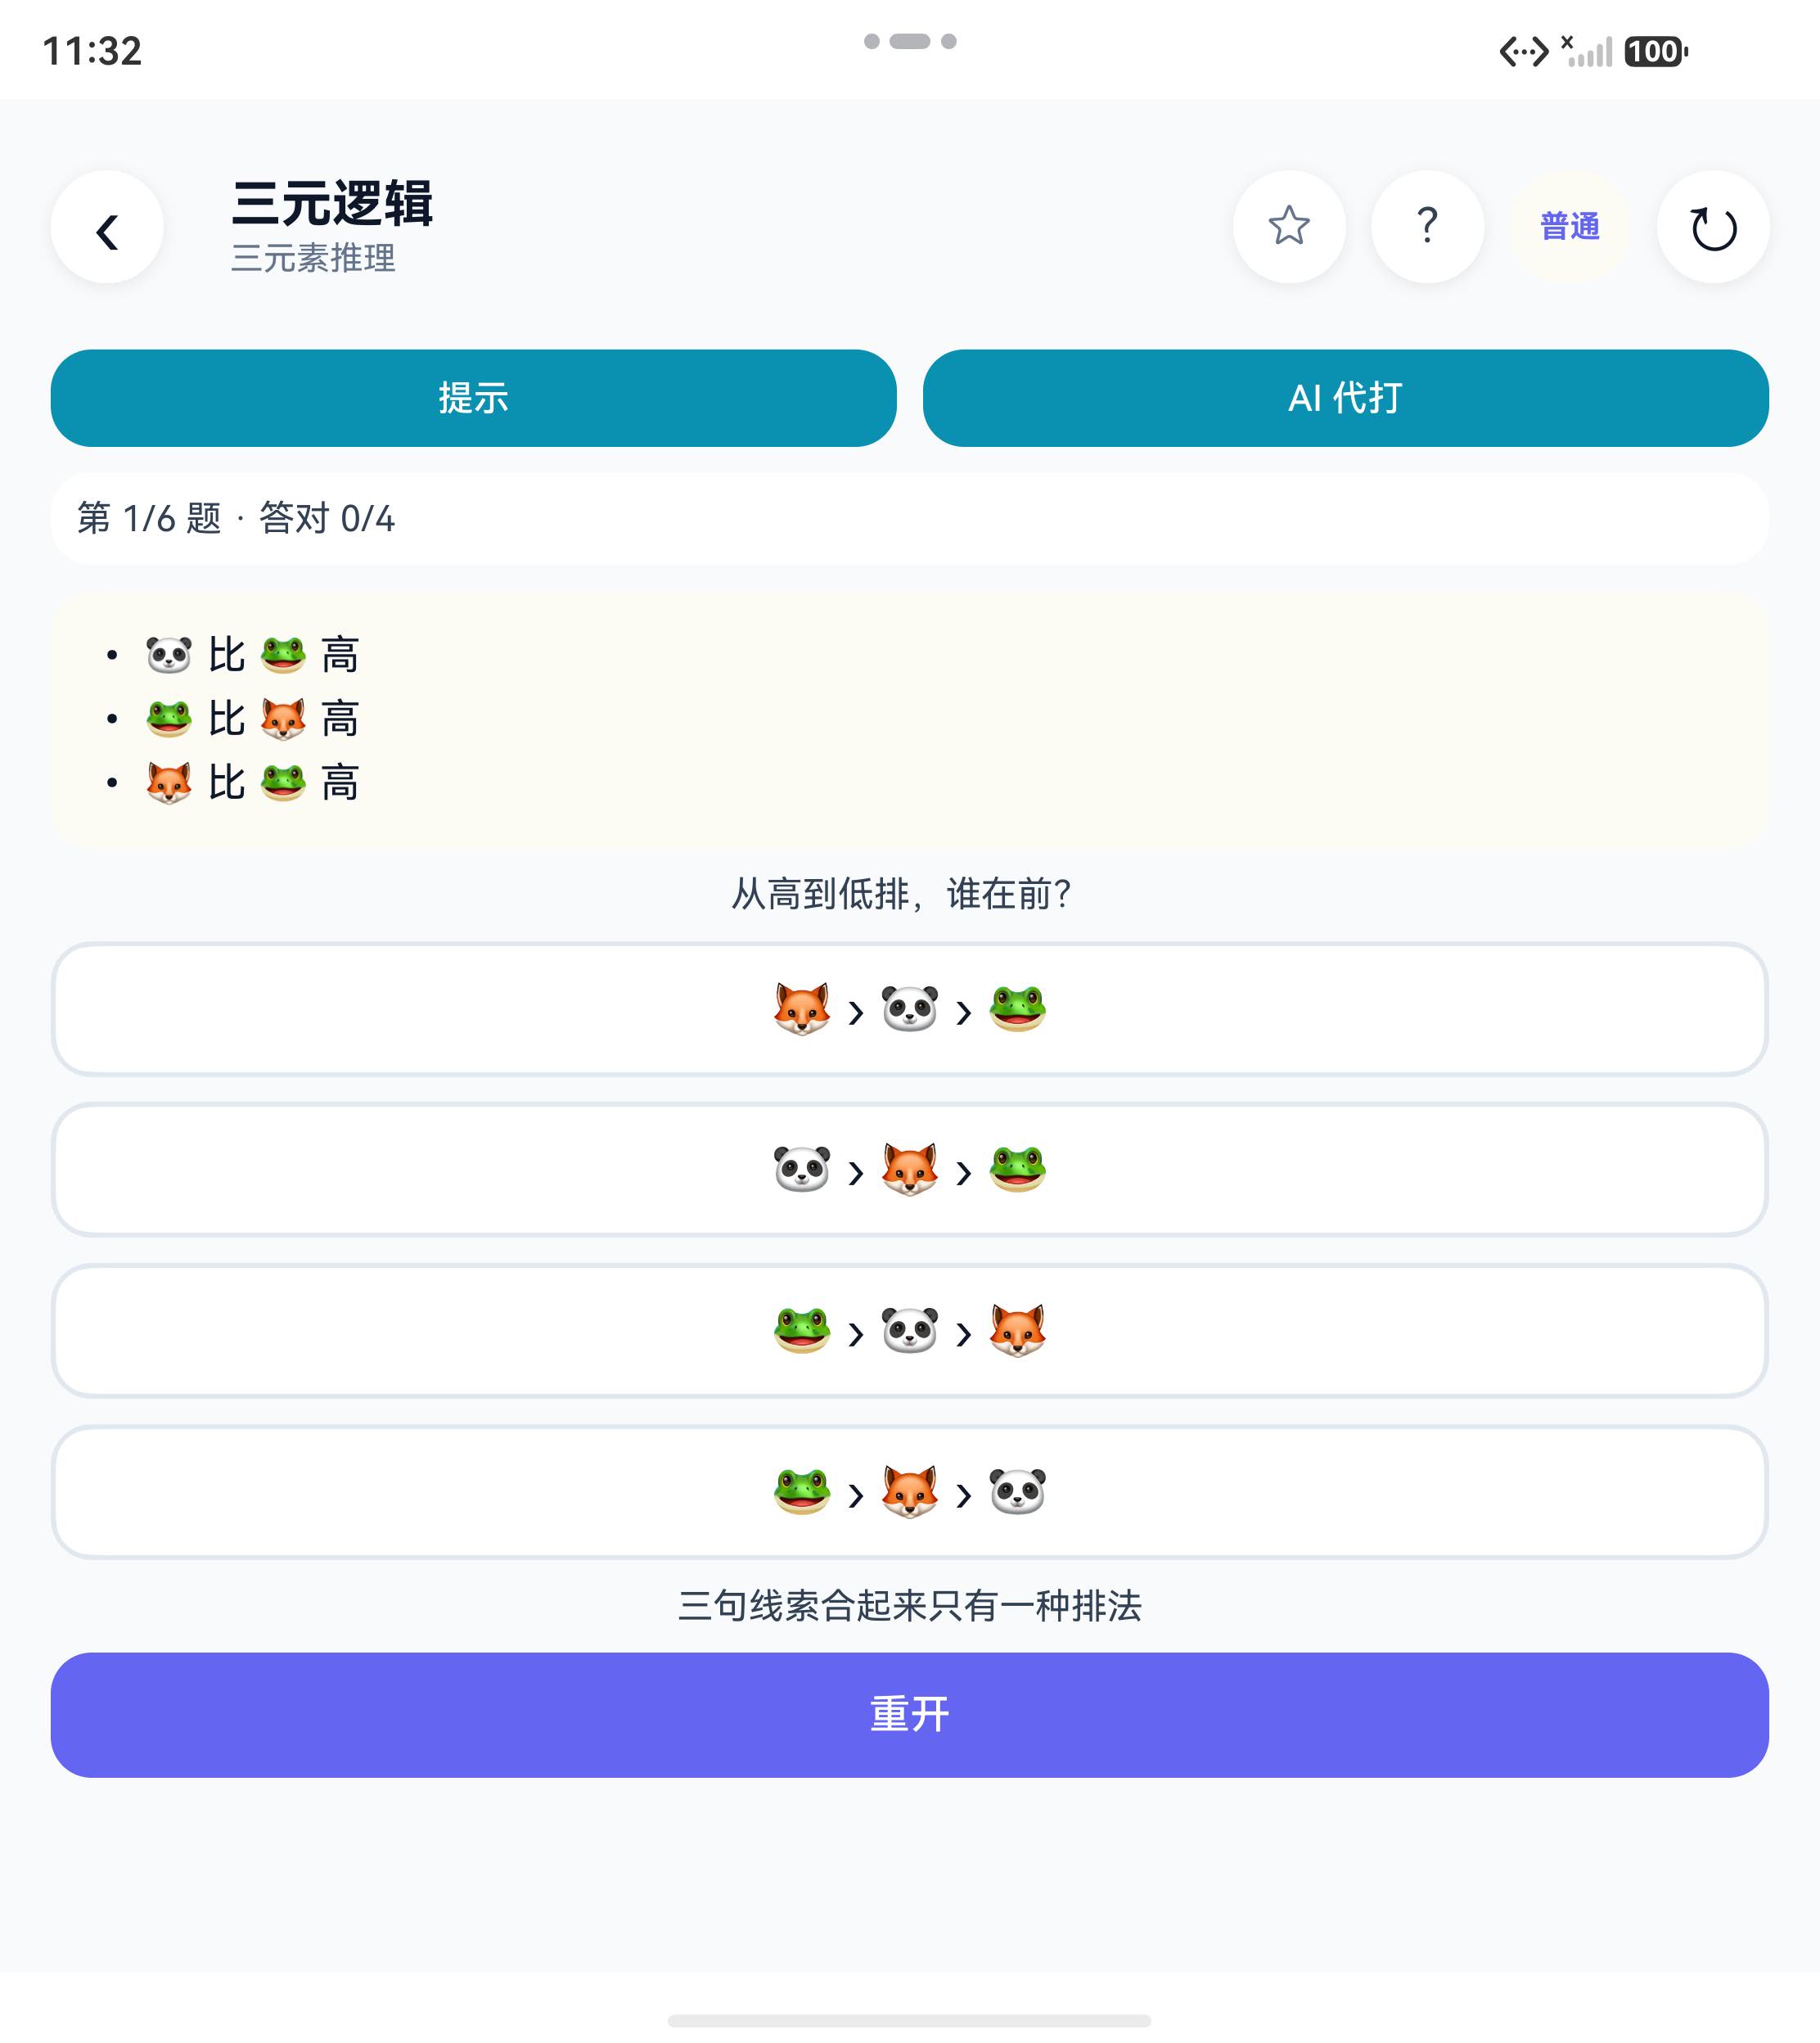 11:32
100
三元逻辑
三元素推理
?
普通
提示
AI 代打
第 1/6 题 · 答对 0/4
• 🐼 比 🐸 高
• 🐸 比 🦊 高
• 🦊 比 🐸 高
从高到低排，谁在前？
🦊 › 🐼 › 🐸
🐼 › 🦊 › 🐸
🐸 › 🐼 › 🦊
🐸 › 🦊 › 🐼
三句线索合起来只有一种排法
重开